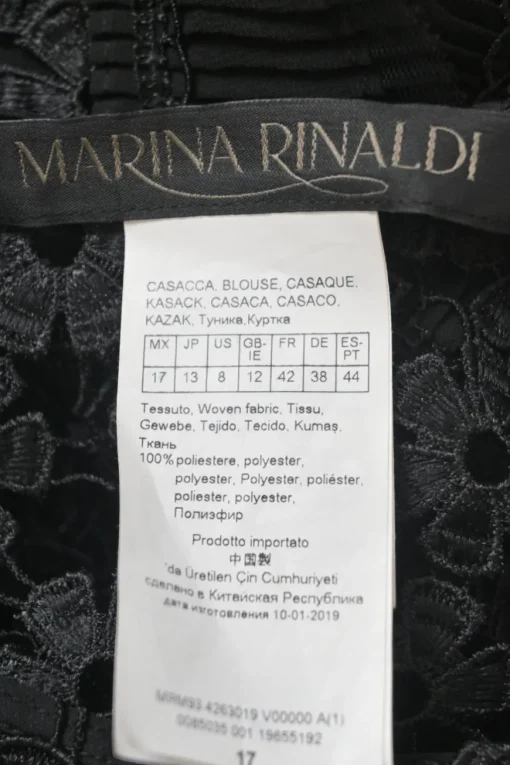 MARINA RINALDI
CASACCA, BLOUSE, CASAQUE,
KASACK, CASACA, CASACO,
KAZAK, Туника,Куртка
MX JP US GB-IE FR DE ES-PT
17 13 8 12 42 38 44
Tessuto, Woven fabric, Tissu,
Gewebe, Tejido, Tecido, Kumaş,
Ткань
100% poliestere, polyester,
polyester, Polyester, poliéster,
poliester, polyester,
Полиэфир
Prodotto importato
中国製
'da Üretilen Çin Cumhuriyeti
сделано в Китайская Республика
дата изготовления 10-01-2019
MRM93 4263019 V00000 A(1)
0085035 001 19655192
17